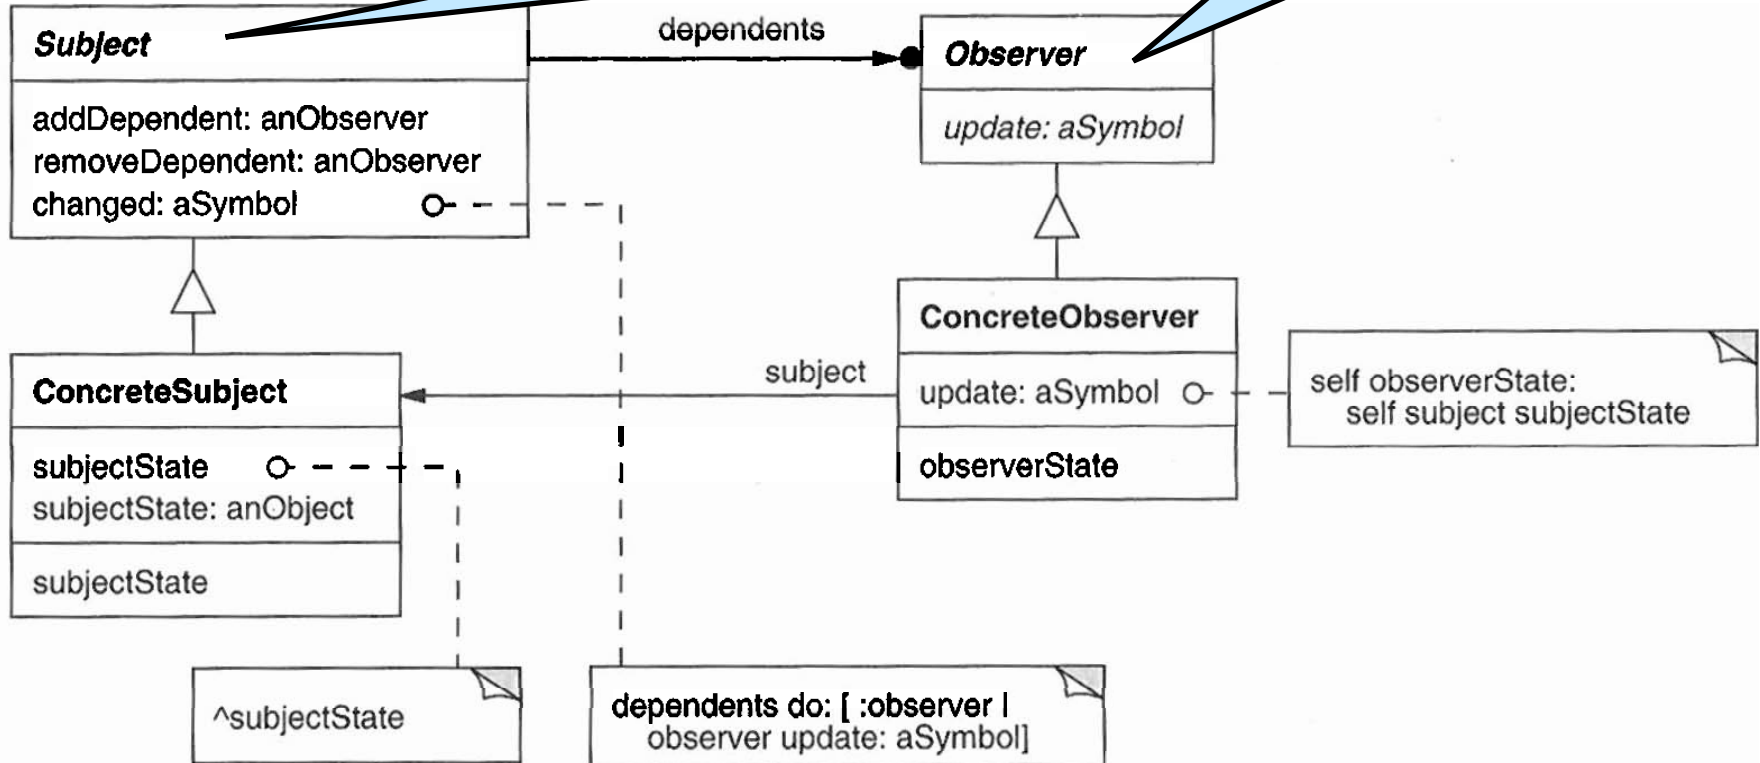 Subject
addDependent: anObserver
removeDependent: anObserver
changed: aSymbol
dependents
Observer
update: aSymbol
ConcreteSubject
subjectState
subjectState: anObject
subjectState
subject
ConcreteObserver
update: aSymbol
observerState
self observerState:
self subject subjectState
^subjectState
dependents do: [ :observer |
observer update: aSymbol]